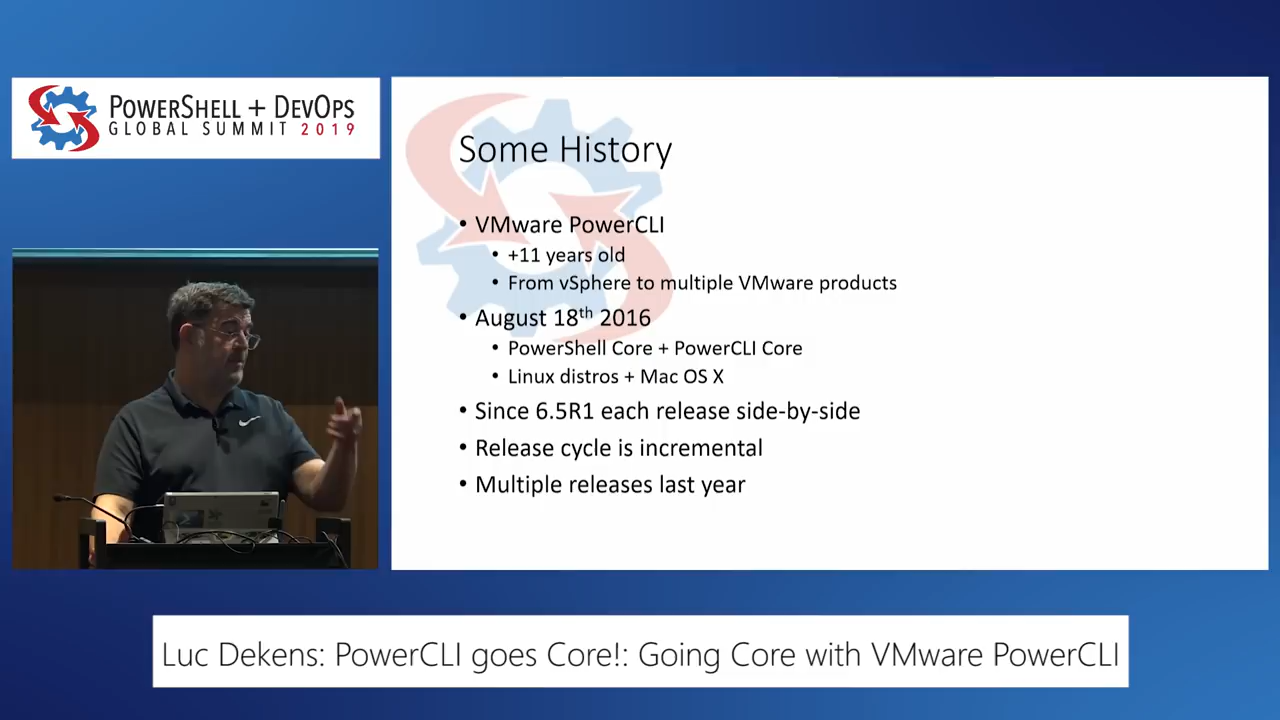 POWERSHELL + DEVOPS
GLOBAL SUMMIT 2019
Some History
• VMware PowerCLI
• +11 years old
• From vSphere to multiple VMware products
• August 18th 2016
• PowerShell Core + PowerCLI Core
• Linux distros + Mac OS X
• Since 6.5R1 each release side-by-side
• Release cycle is incremental
• Multiple releases last year
Luc Dekens: PowerCLI goes Core!: Going Core with VMware PowerCLI